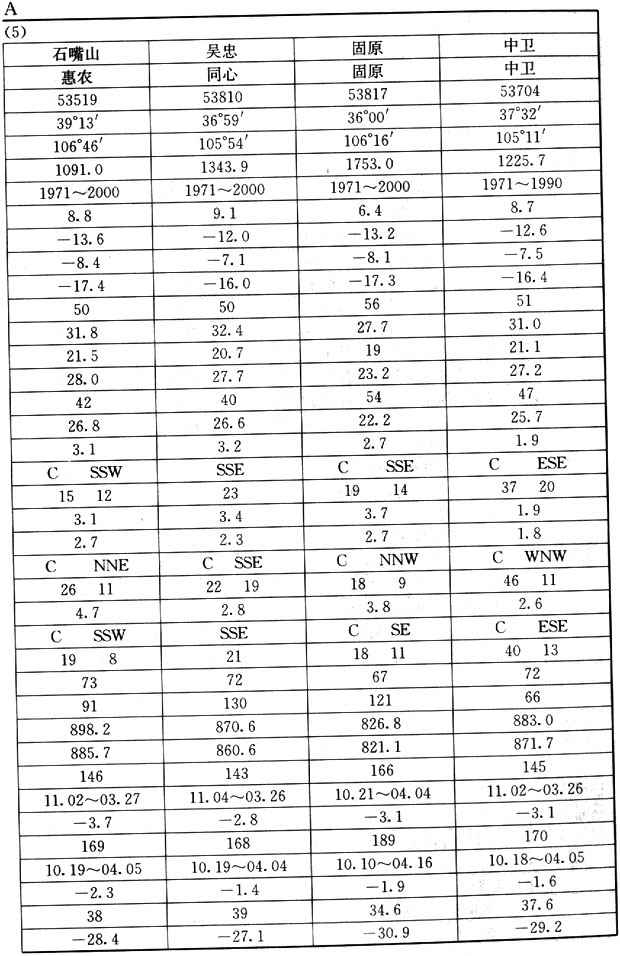 A
(5)
石嘴山 吴忠 固原 中卫
惠农 同心 固原 中卫
53519 53810 53817 53704
39°13′ 36°59′ 36°00′ 37°32′
106°46′ 105°54′ 106°16′ 105°11′
1091.0 1343.9 1753.0 1225.7
1971～2000 1971～2000 1971～2000 1971～1990
8.8 9.1 6.4 8.7
−13.6 −12.0 −13.2 −12.6
−8.4 −7.1 −8.1 −7.5
−17.4 −16.0 −17.3 −16.4
50 50 56 51
31.8 32.4 27.7 31.0
21.5 20.7 19 21.1
28.0 27.7 23.2 27.2
42 40 54 47
26.8 26.6 22.2 25.7
3.1 3.2 2.7 1.9
C SSW SSE C SSE C ESE
15 12 23 19 14 37 20
3.1 3.4 3.7 1.9
2.7 2.3 2.7 1.8
C NNE C SSE C NNW C WNW
26 11 22 19 18 9 46 11
4.7 2.8 3.8 2.6
C SSW SSE C SE C ESE
19 8 21 18 11 40 13
73 72 67 72
91 130 121 66
898.2 870.6 826.8 883.0
885.7 860.6 821.1 871.7
146 143 166 145
11.02～03.27 11.04～03.26 10.21～04.04 11.02～03.26
−3.7 −2.8 −3.1 −3.1
169 168 189 170
10.19～04.05 10.19～04.04 10.10～04.16 10.18～04.05
−2.3 −1.4 −1.9 −1.6
38 39 34.6 37.6
−28.4 −27.1 −30.9 −29.2